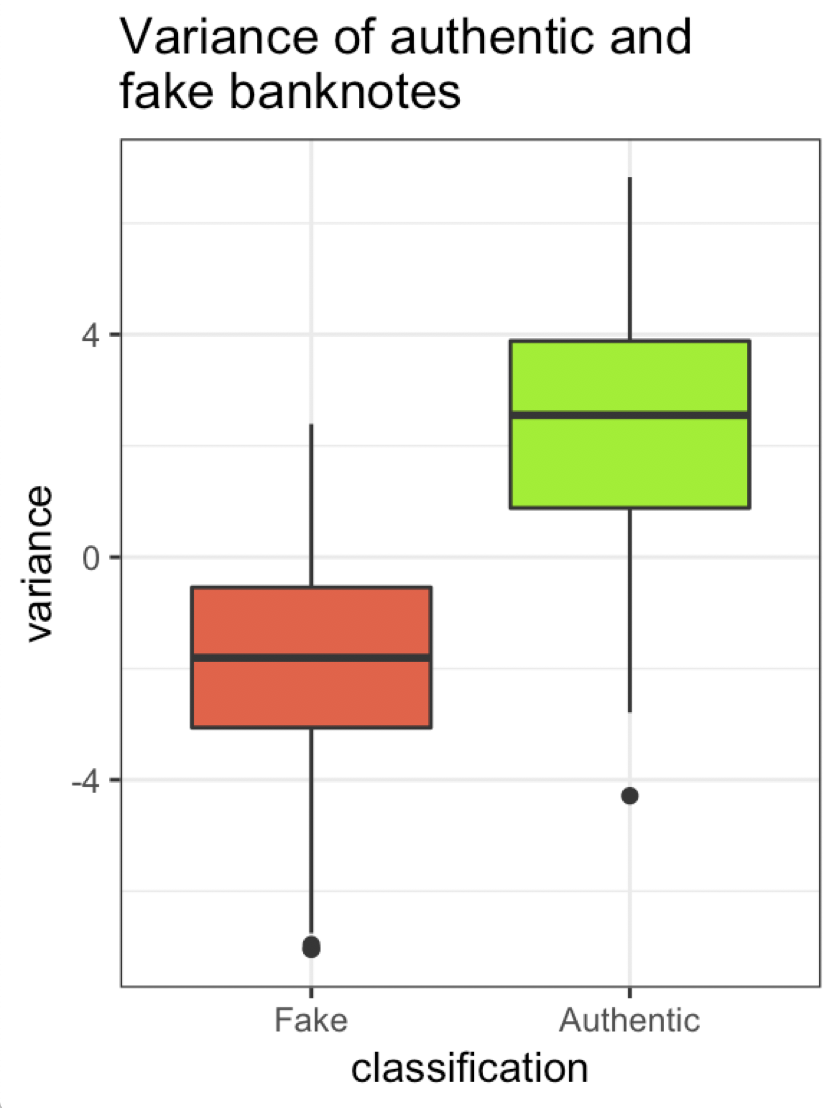 Variance of authentic and
fake banknotes
variance
4
0
-4
Fake Authentic
classification